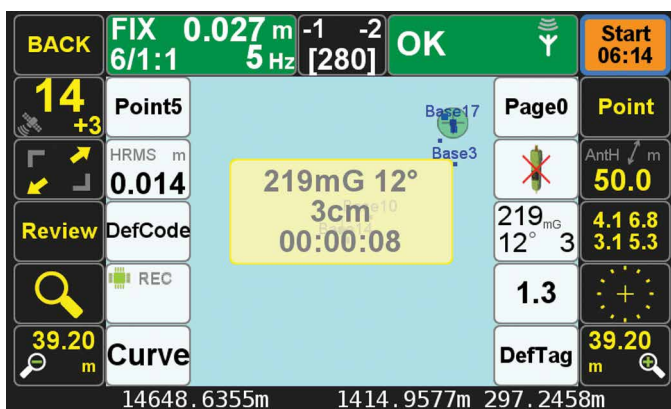 BACK
FIX 0.027 m
6/1:1 5 Hz
-1 -2
[280]
OK
Start
06:14
14
+3
Point5
Base17
Page0
Point
HRMS m
0.014
Base3
AntH m
50.0
219mG 12°
3cm
00:00:08
Base10
Base14
Review
DefCode
219mG
12° 3
4.1 6.8
3.1 5.3
REC
1.3
39.20
m
Curve
DefTag
39.20
m
14648.6355m 1414.9577m 297.2458m